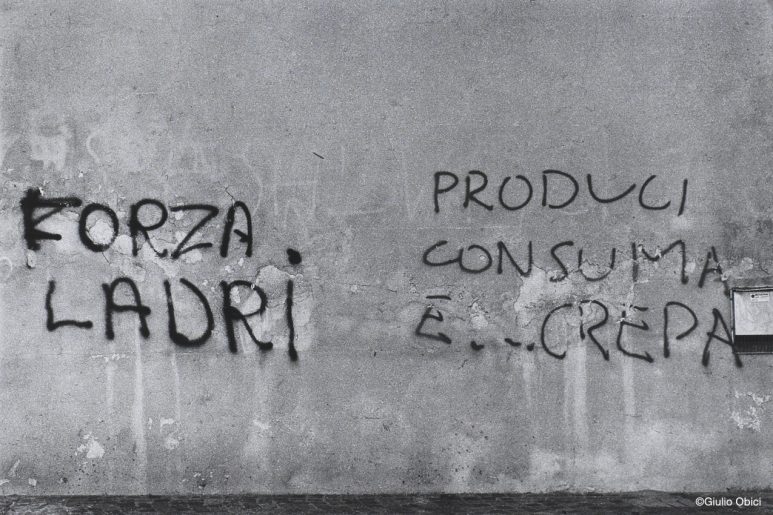 FORZA
LADRI
PRODUCI
CONSUMA
E...CREPA
©Giulio Obici